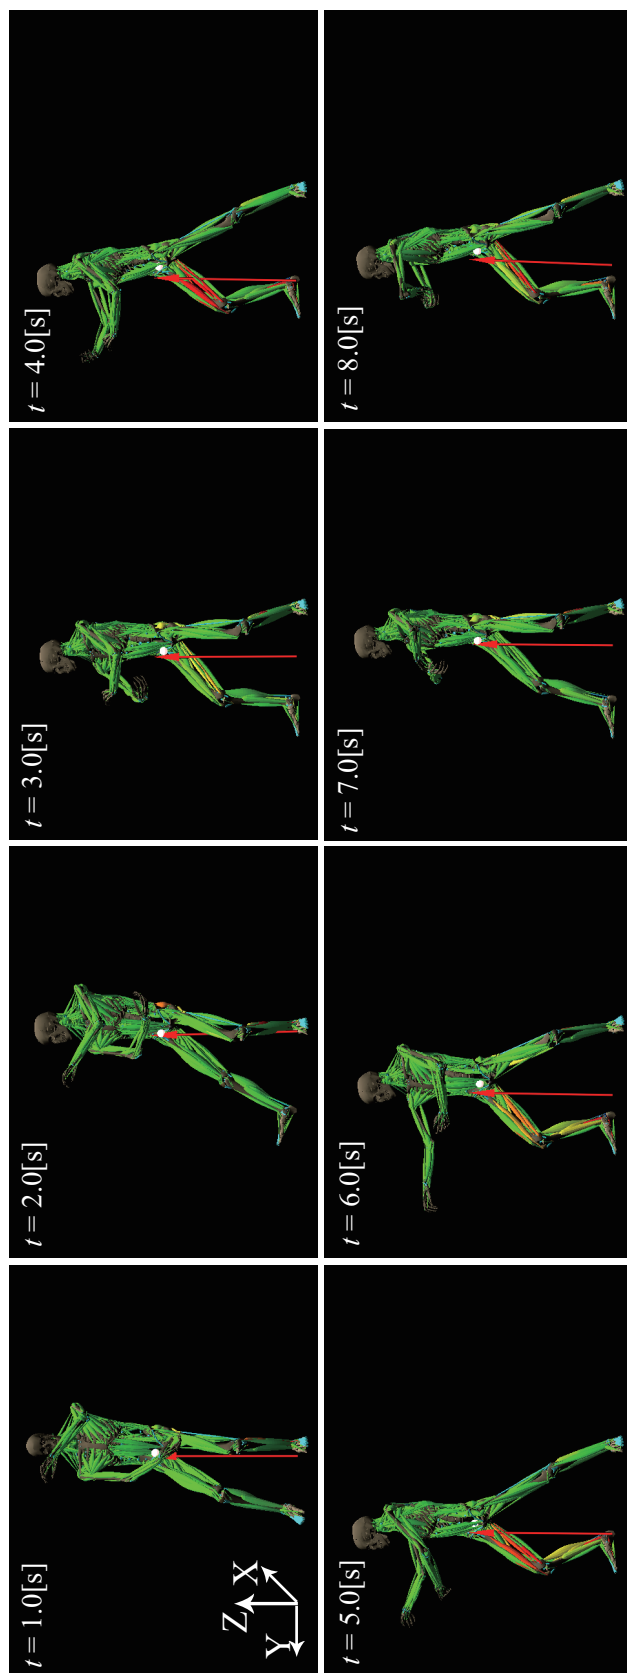 t = 1.0[s]
Z
X
Y
t = 2.0[s]
t = 3.0[s]
t = 4.0[s]
t = 5.0[s]
t = 6.0[s]
t = 7.0[s]
t = 8.0[s]